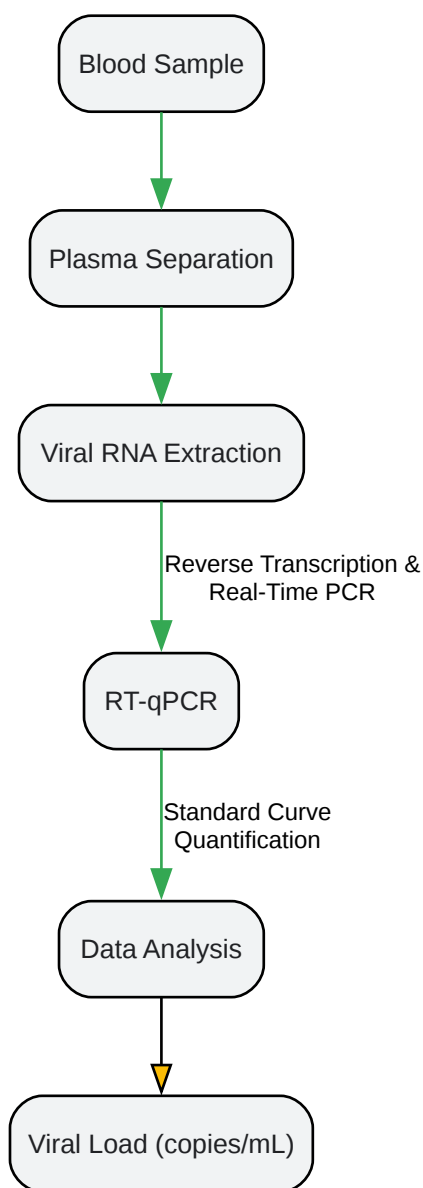 Blood Sample
Plasma Separation
Viral RNA Extraction
Reverse Transcription &
Real-Time PCR
RT-qPCR
Standard Curve
Quantification
Data Analysis
Viral Load (copies/mL)